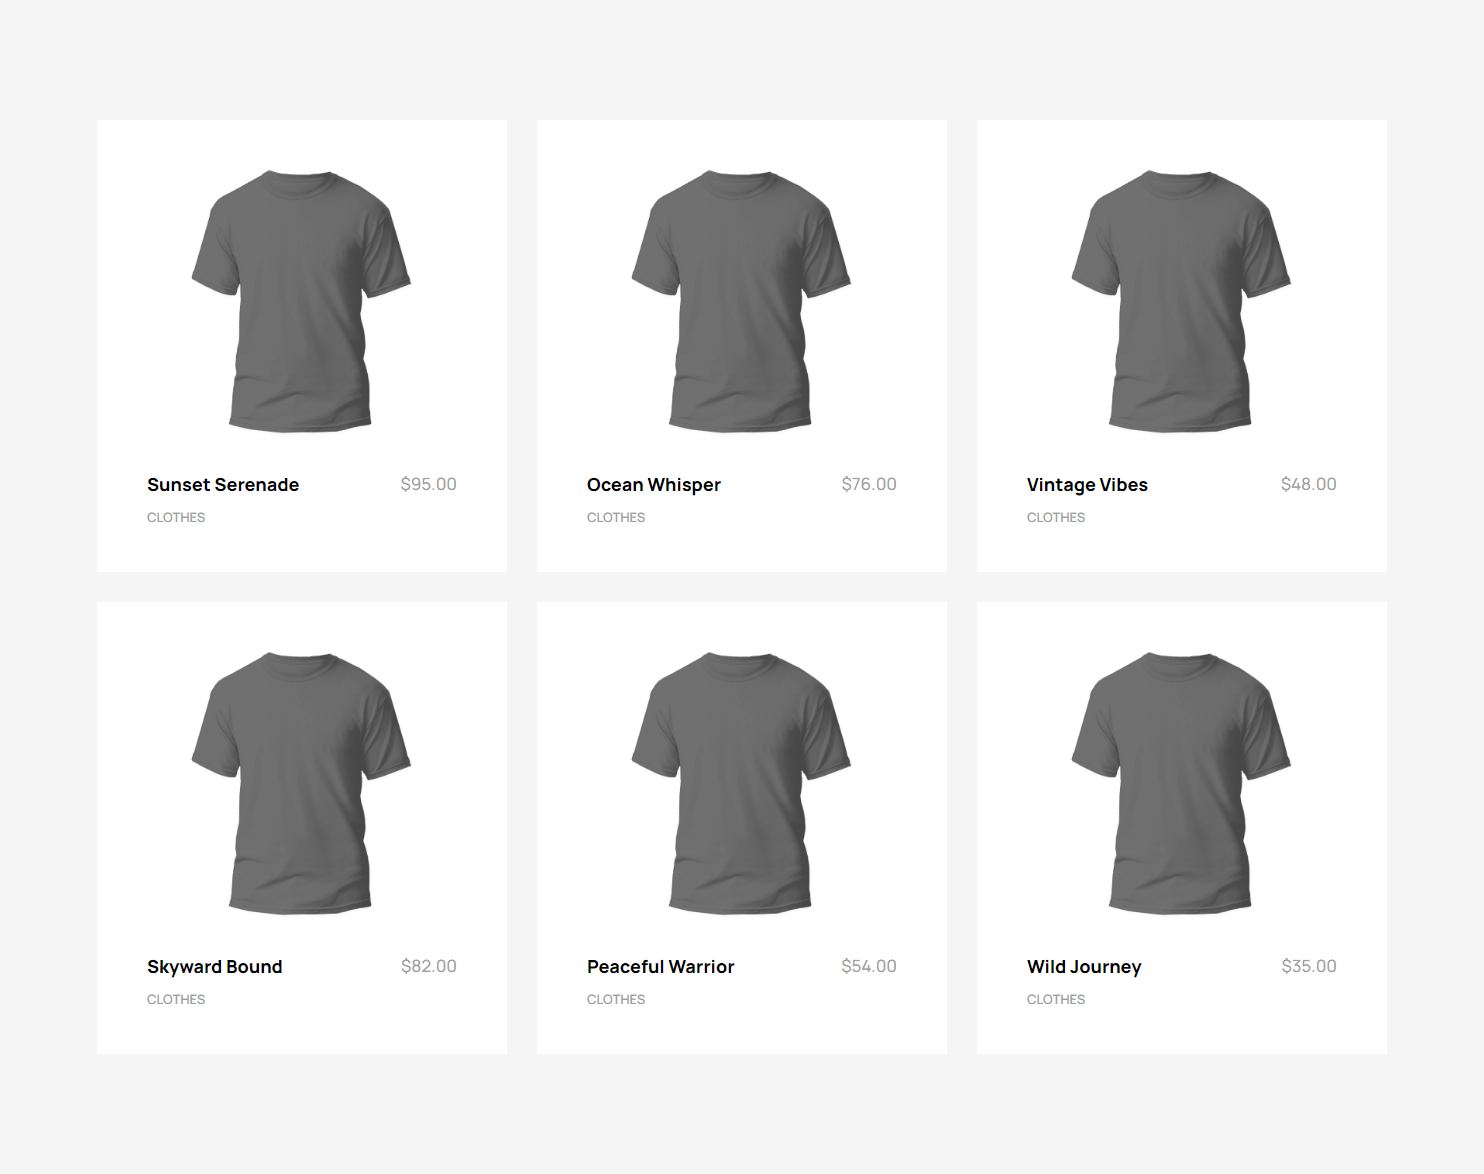 Sunset Serenade $95.00
CLOTHES
Ocean Whisper $76.00
CLOTHES
Vintage Vibes $48.00
CLOTHES
Skyward Bound $82.00
CLOTHES
Peaceful Warrior $54.00
CLOTHES
Wild Journey $35.00
CLOTHES